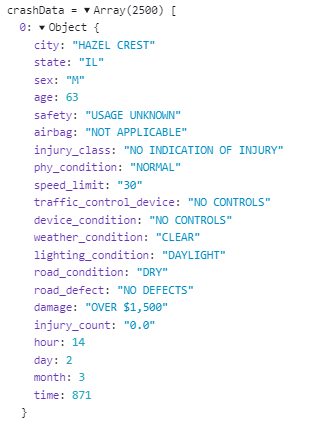 crashData = ▼Array(2500) [
0: ▼Object {
city: "HAZEL CREST"
state: "IL"
sex: "M"
age: 63
safety: "USAGE UNKNOWN"
airbag: "NOT APPLICABLE"
injury_class: "NO INDICATION OF INJURY"
phy_condition: "NORMAL"
speed_limit: "30"
traffic_control_device: "NO CONTROLS"
device_condition: "NO CONTROLS"
weather_condition: "CLEAR"
lighting_condition: "DAYLIGHT"
road_condition: "DRY"
road_defect: "NO DEFECTS"
damage: "OVER $1,500"
injury_count: "0.0"
hour: 14
day: 2
month: 3
time: 871
}